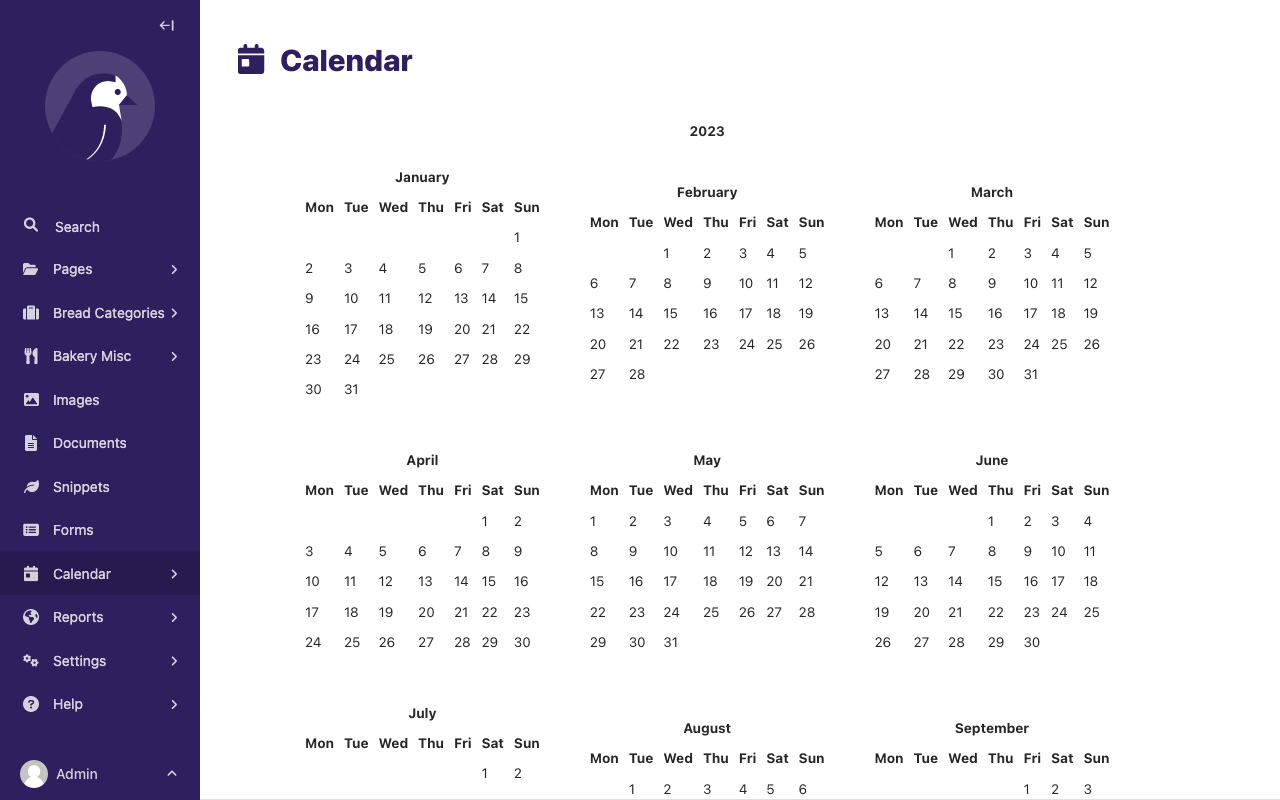 Search
Pages
Bread Categories
Bakery Misc
Images
Documents
Snippets
Forms
Calendar
Reports
Settings
Help
Admin
Calendar
2023
January
Mon Tue Wed Thu Fri Sat Sun
1
2 3 4 5 6 7 8
9 10 11 12 13 14 15
16 17 18 19 20 21 22
23 24 25 26 27 28 29
30 31
February
Mon Tue Wed Thu Fri Sat Sun
1 2 3 4 5
6 7 8 9 10 11 12
13 14 15 16 17 18 19
20 21 22 23 24 25 26
27 28
March
Mon Tue Wed Thu Fri Sat Sun
1 2 3 4 5
6 7 8 9 10 11 12
13 14 15 16 17 18 19
20 21 22 23 24 25 26
27 28 29 30 31
April
Mon Tue Wed Thu Fri Sat Sun
1 2
3 4 5 6 7 8 9
10 11 12 13 14 15 16
17 18 19 20 21 22 23
24 25 26 27 28 29 30
May
Mon Tue Wed Thu Fri Sat Sun
1 2 3 4 5 6 7
8 9 10 11 12 13 14
15 16 17 18 19 20 21
22 23 24 25 26 27 28
29 30 31
June
Mon Tue Wed Thu Fri Sat Sun
1 2 3 4
5 6 7 8 9 10 11
12 13 14 15 16 17 18
19 20 21 22 23 24 25
26 27 28 29 30
July
Mon Tue Wed Thu Fri Sat Sun
1 2
August
Mon Tue Wed Thu Fri Sat Sun
1 2 3 4 5 6
September
Mon Tue Wed Thu Fri Sat Sun
1 2 3